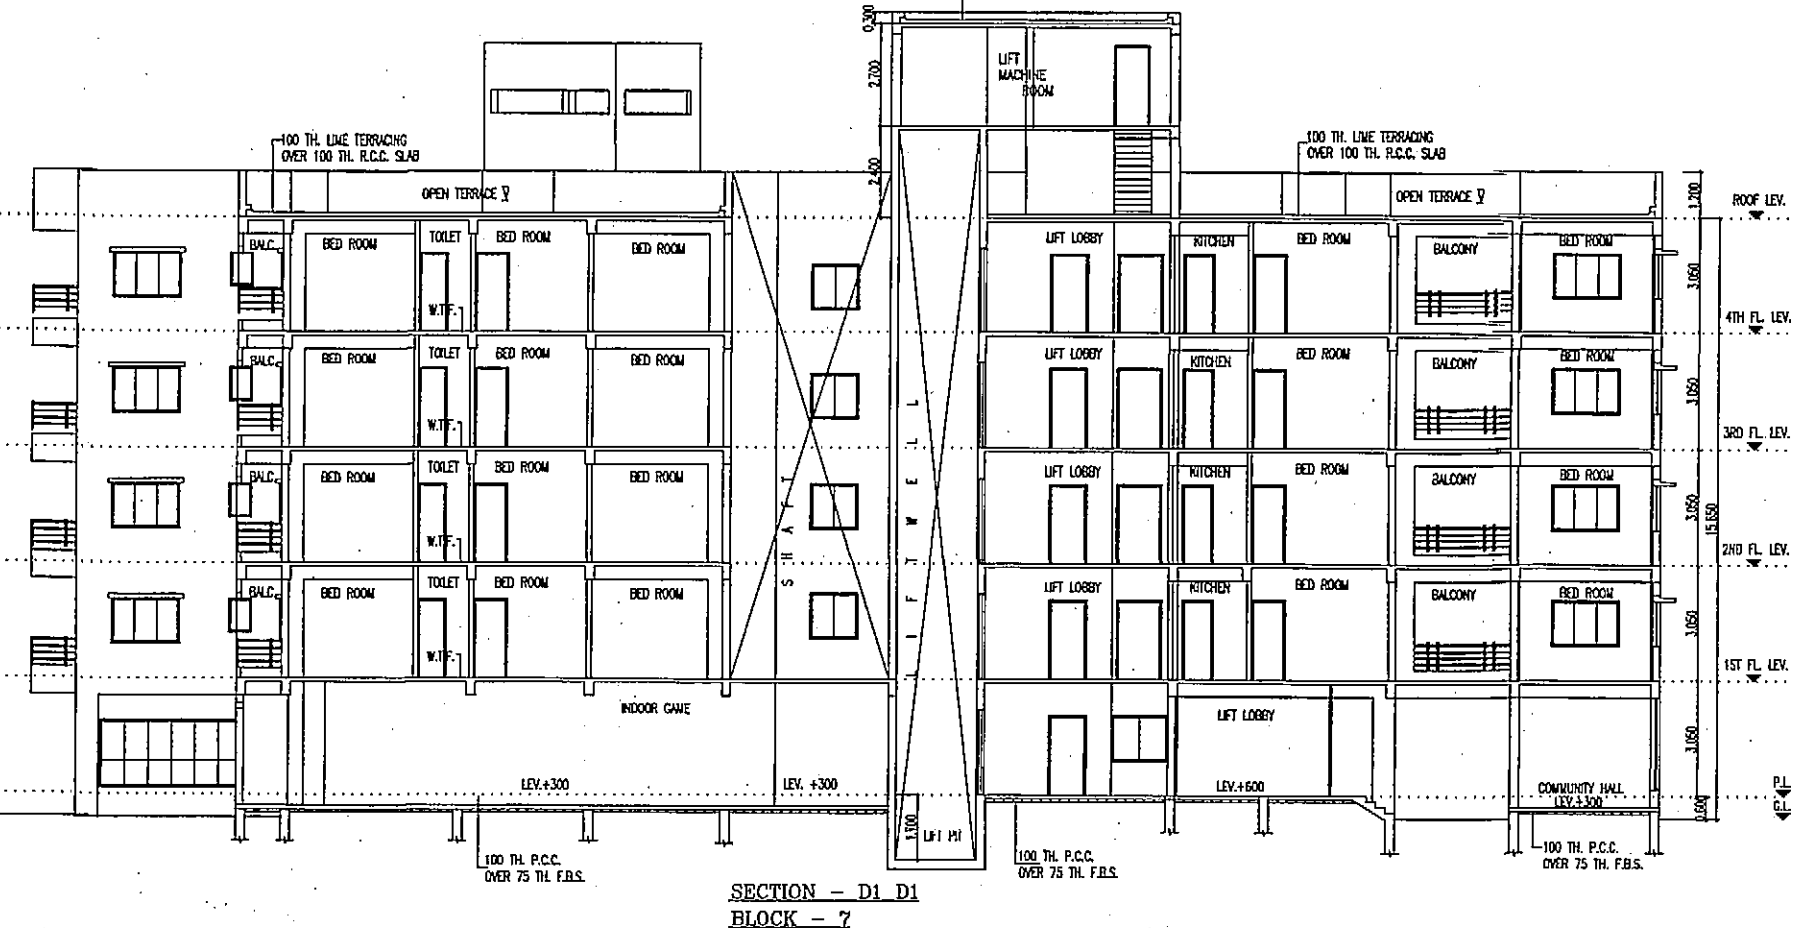 0.300
LIFT
MACHINE
ROOM
2.700
100 TH. LIME TERRACING
OVER 100 TH. R.C.C. SLAB
100 TH. LIME TERRACING
OVER 100 TH. R.C.C. SLAB
2.400
OPEN TERRACE
OPEN TERRACE
1.200
ROOF LEV.
BALC.
BED ROOM
TOILET
BED ROOM
BED ROOM
LIFT LOBBY
KITCHEN
BED ROOM
BALCONY
BED ROOM
3.050
W.T.F.
4TH FL. LEV.
BALC.
BED ROOM
TOILET
BED ROOM
BED ROOM
LIFT LOBBY
KITCHEN
BED ROOM
BALCONY
BED ROOM
3.050
W.T.F.
3RD FL. LEV.
BALC.
BED ROOM
TOILET
BED ROOM
BED ROOM
SHAFT
LIFT WELL
LIFT LOBBY
KITCHEN
BED ROOM
BALCONY
BED ROOM
3.050
15.650
W.T.F.
2ND FL. LEV.
BALC.
BED ROOM
TOILET
BED ROOM
BED ROOM
LIFT LOBBY
KITCHEN
BED ROOM
BALCONY
BED ROOM
3.050
W.T.F.
1ST FL. LEV.
INDOOR GAME
LIFT LOBBY
3.050
LEV.+300
LEV. +300
LEV.+600
COMMUNITY HALL
LEV.+300
P.L.
G.L.
0.600
LIFT PIT
100 TH. P.C.C.
OVER 75 TH. F.B.S.
100 TH. P.C.C.
OVER 75 TH. F.B.S.
100 TH. P.C.C.
OVER 75 TH. F.B.S.
SECTION – D1 D1
BLOCK – 7